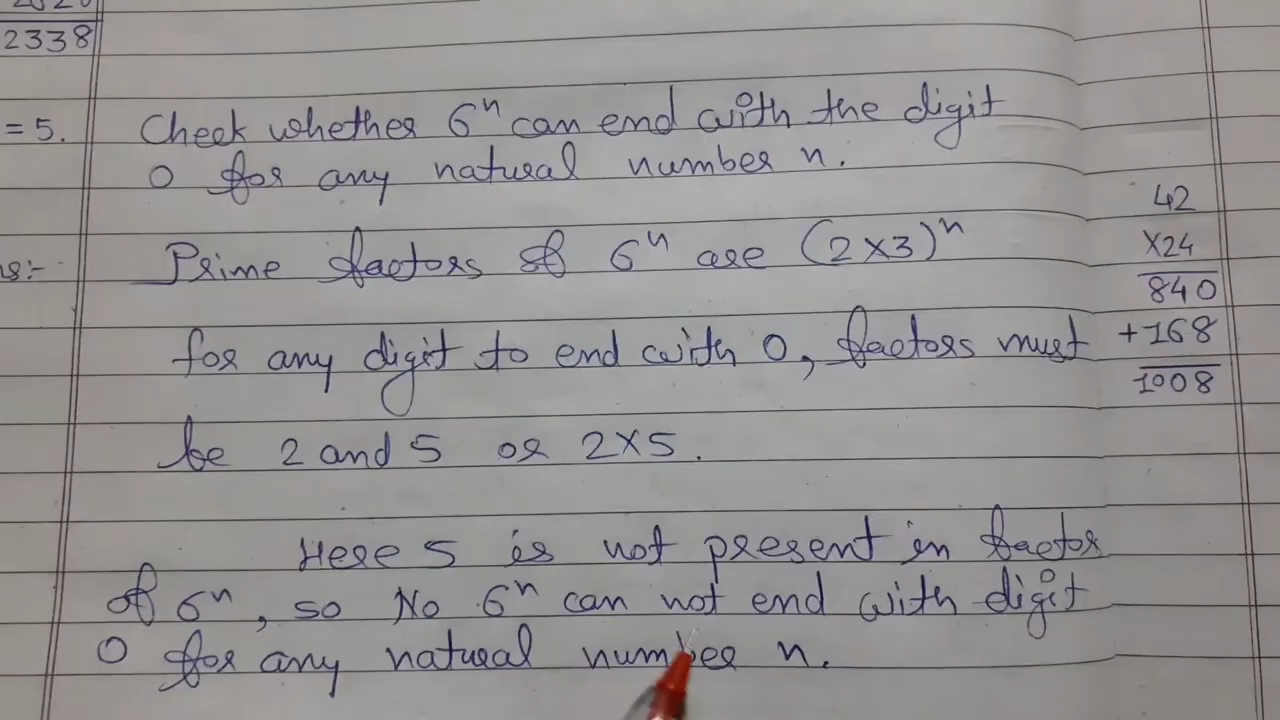 2338
= 5. Check whether 6ⁿ can end with the digit
0 for any natural number n.
Prime factors of 6ⁿ are (2×3)ⁿ
for any digit to end with 0, factors must
be 2 and 5 or 2×5.
Here 5 is not present in factor
of 6ⁿ, so No 6ⁿ can not end with digit
0 for any natural number n.
42
×24
840
+168
1008